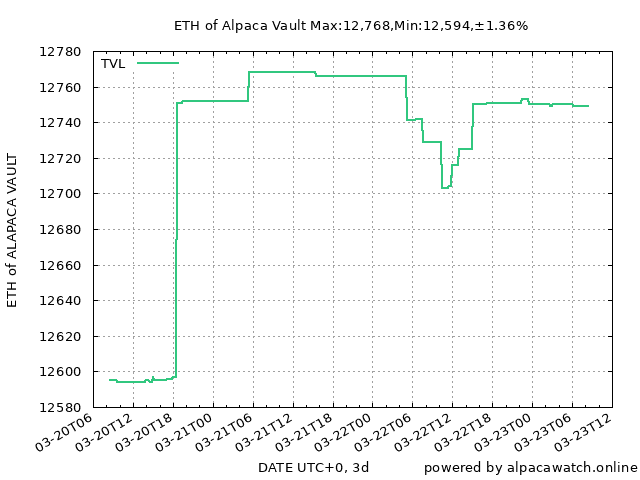 ETH of Alpaca Vault Max:12,768,Min:12,594,±1.36%
TVL
ETH of ALAPACA VAULT
12780
12760
12740
12720
12700
12680
12660
12640
12620
12600
12580
03-20T06
03-20T12
03-20T18
03-21T00
03-21T06
03-21T12
03-21T18
03-22T00
03-22T06
03-22T12
03-22T18
03-23T00
03-23T06
03-23T12
DATE UTC+0, 3d
powered by alpacawatch.online